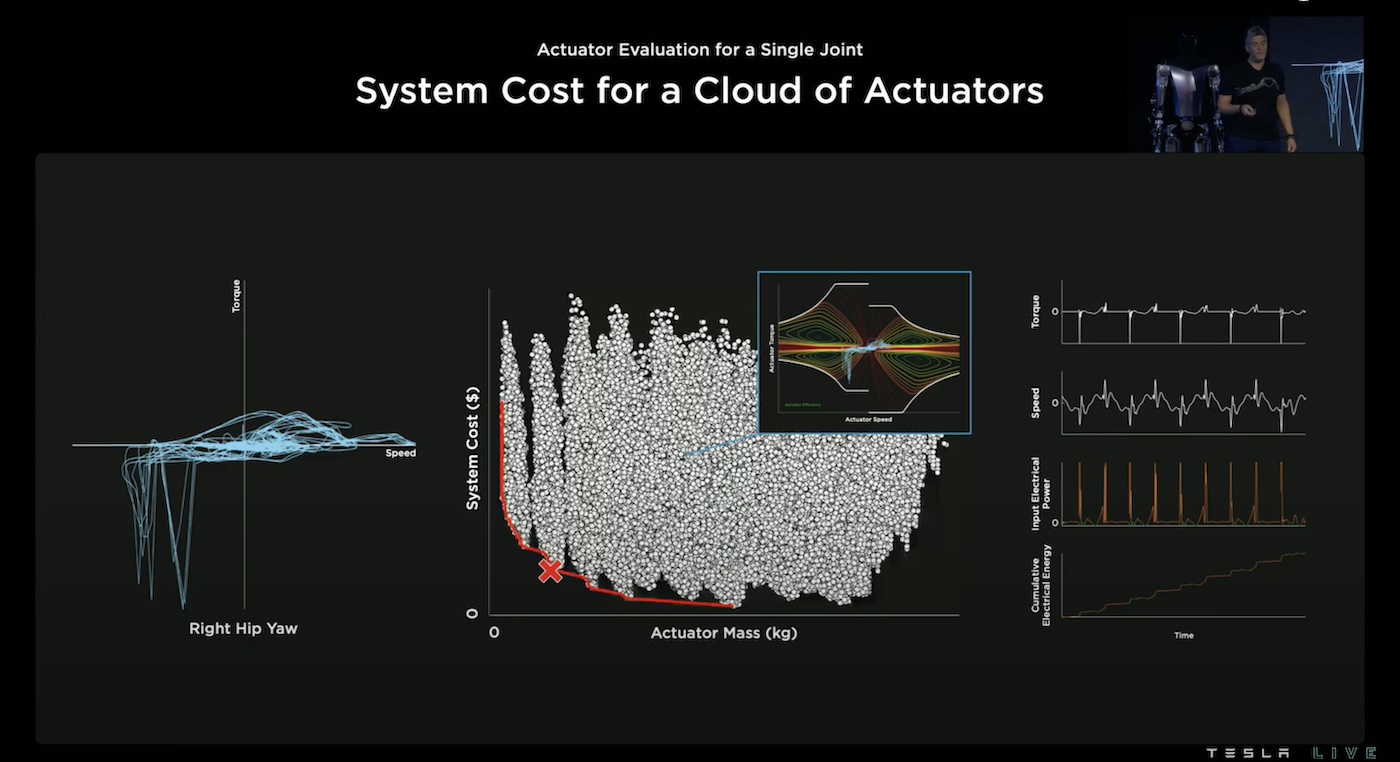 Actuator Evaluation for a Single Joint
System Cost for a Cloud of Actuators
Torque
Speed
Right Hip Yaw
System Cost ($)
0
0
Actuator Mass (kg)
Actuator Torque
Actuator Efficiency
Actuator Speed
Torque
0
Speed
0
Input Electrical
Power
0
Cumulative
Electrical Energy
Time
TESLA LIVE